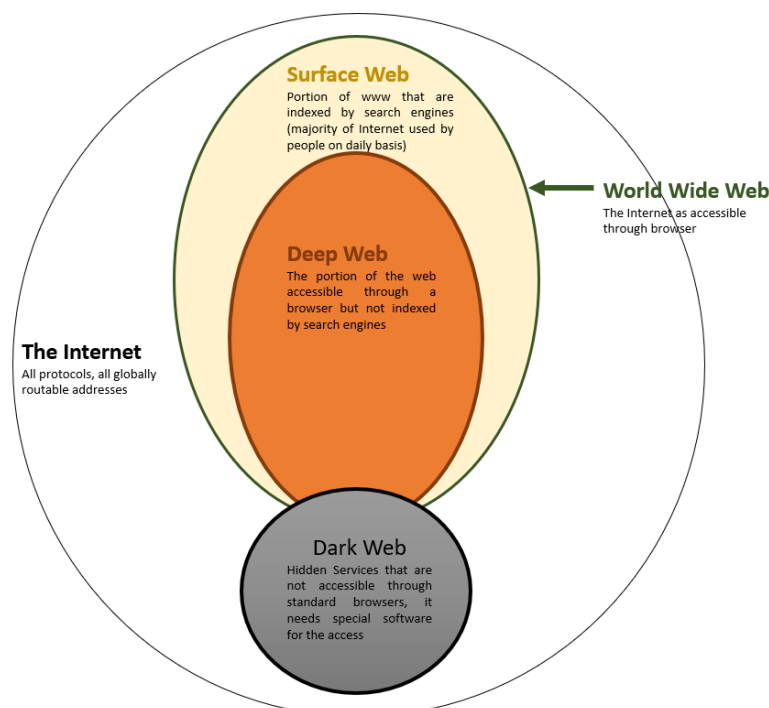 Surface Web
Portion of www that are
indexed by search engines
(majority of Internet used by
people on daily basis)
World Wide Web
The Internet as accessible
through browser
Deep Web
The portion of the web
accessible through a
browser but not indexed
by search engines
The Internet
All protocols, all globally
routable addresses
Dark Web
Hidden Services that are
not accessible through
standard browsers, it
needs special software
for the access